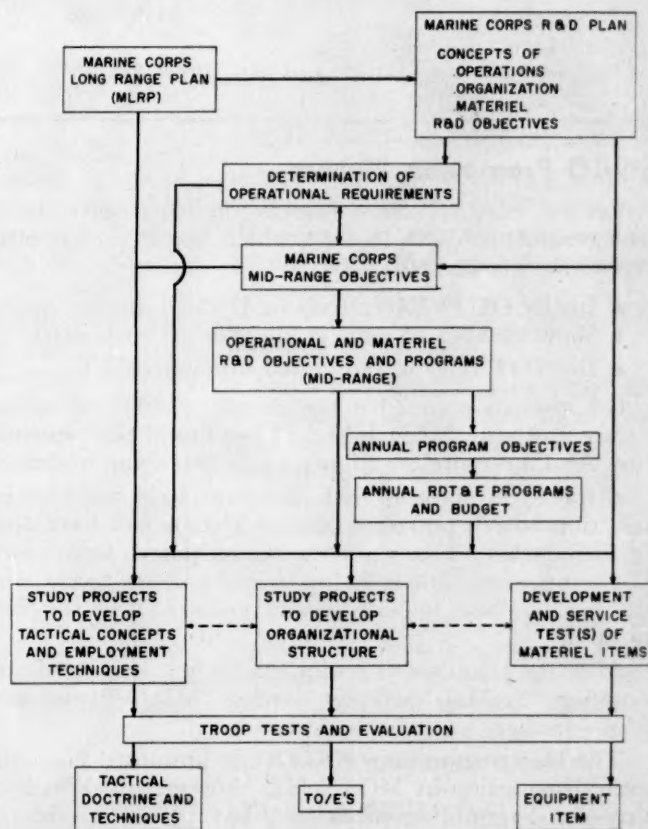 MARINE CORPS
LONG RANGE PLAN
(MLRP)
MARINE CORPS R&D PLAN
CONCEPTS OF
.OPERATIONS
.ORGANIZATION
.MATERIEL
R&D OBJECTIVES
DETERMINATION OF
OPERATIONAL REQUIREMENTS
MARINE CORPS
MID-RANGE OBJECTIVES
OPERATIONAL AND MATERIEL
R&D OBJECTIVES AND PROGRAMS
(MID-RANGE)
ANNUAL PROGRAM OBJECTIVES
ANNUAL RDT&E PROGRAMS
AND BUDGET
STUDY PROJECTS
TO DEVELOP
TACTICAL CONCEPTS
AND EMPLOYMENT
TECHNIQUES
STUDY PROJECTS
TO DEVELOP
ORGANIZATIONAL
STRUCTURE
DEVELOPMENT
AND SERVICE
TEST(S) OF
MATERIEL ITEMS
TROOP TESTS AND EVALUATION
TACTICAL
DOCTRINE AND
TECHNIQUES
TO/E'S
EQUIPMENT
ITEM